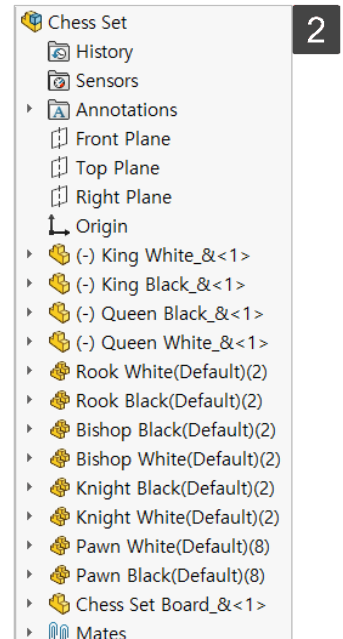 Chess Set
2
History
Sensors
Annotations
Front Plane
Top Plane
Right Plane
Origin
(-) King White_&<1>
(-) King Black_&<1>
(-) Queen Black_&<1>
(-) Queen White_&<1>
Rook White(Default)(2)
Rook Black(Default)(2)
Bishop Black(Default)(2)
Bishop White(Default)(2)
Knight Black(Default)(2)
Knight White(Default)(2)
Pawn White(Default)(8)
Pawn Black(Default)(8)
Chess Set Board_&<1>
Mates